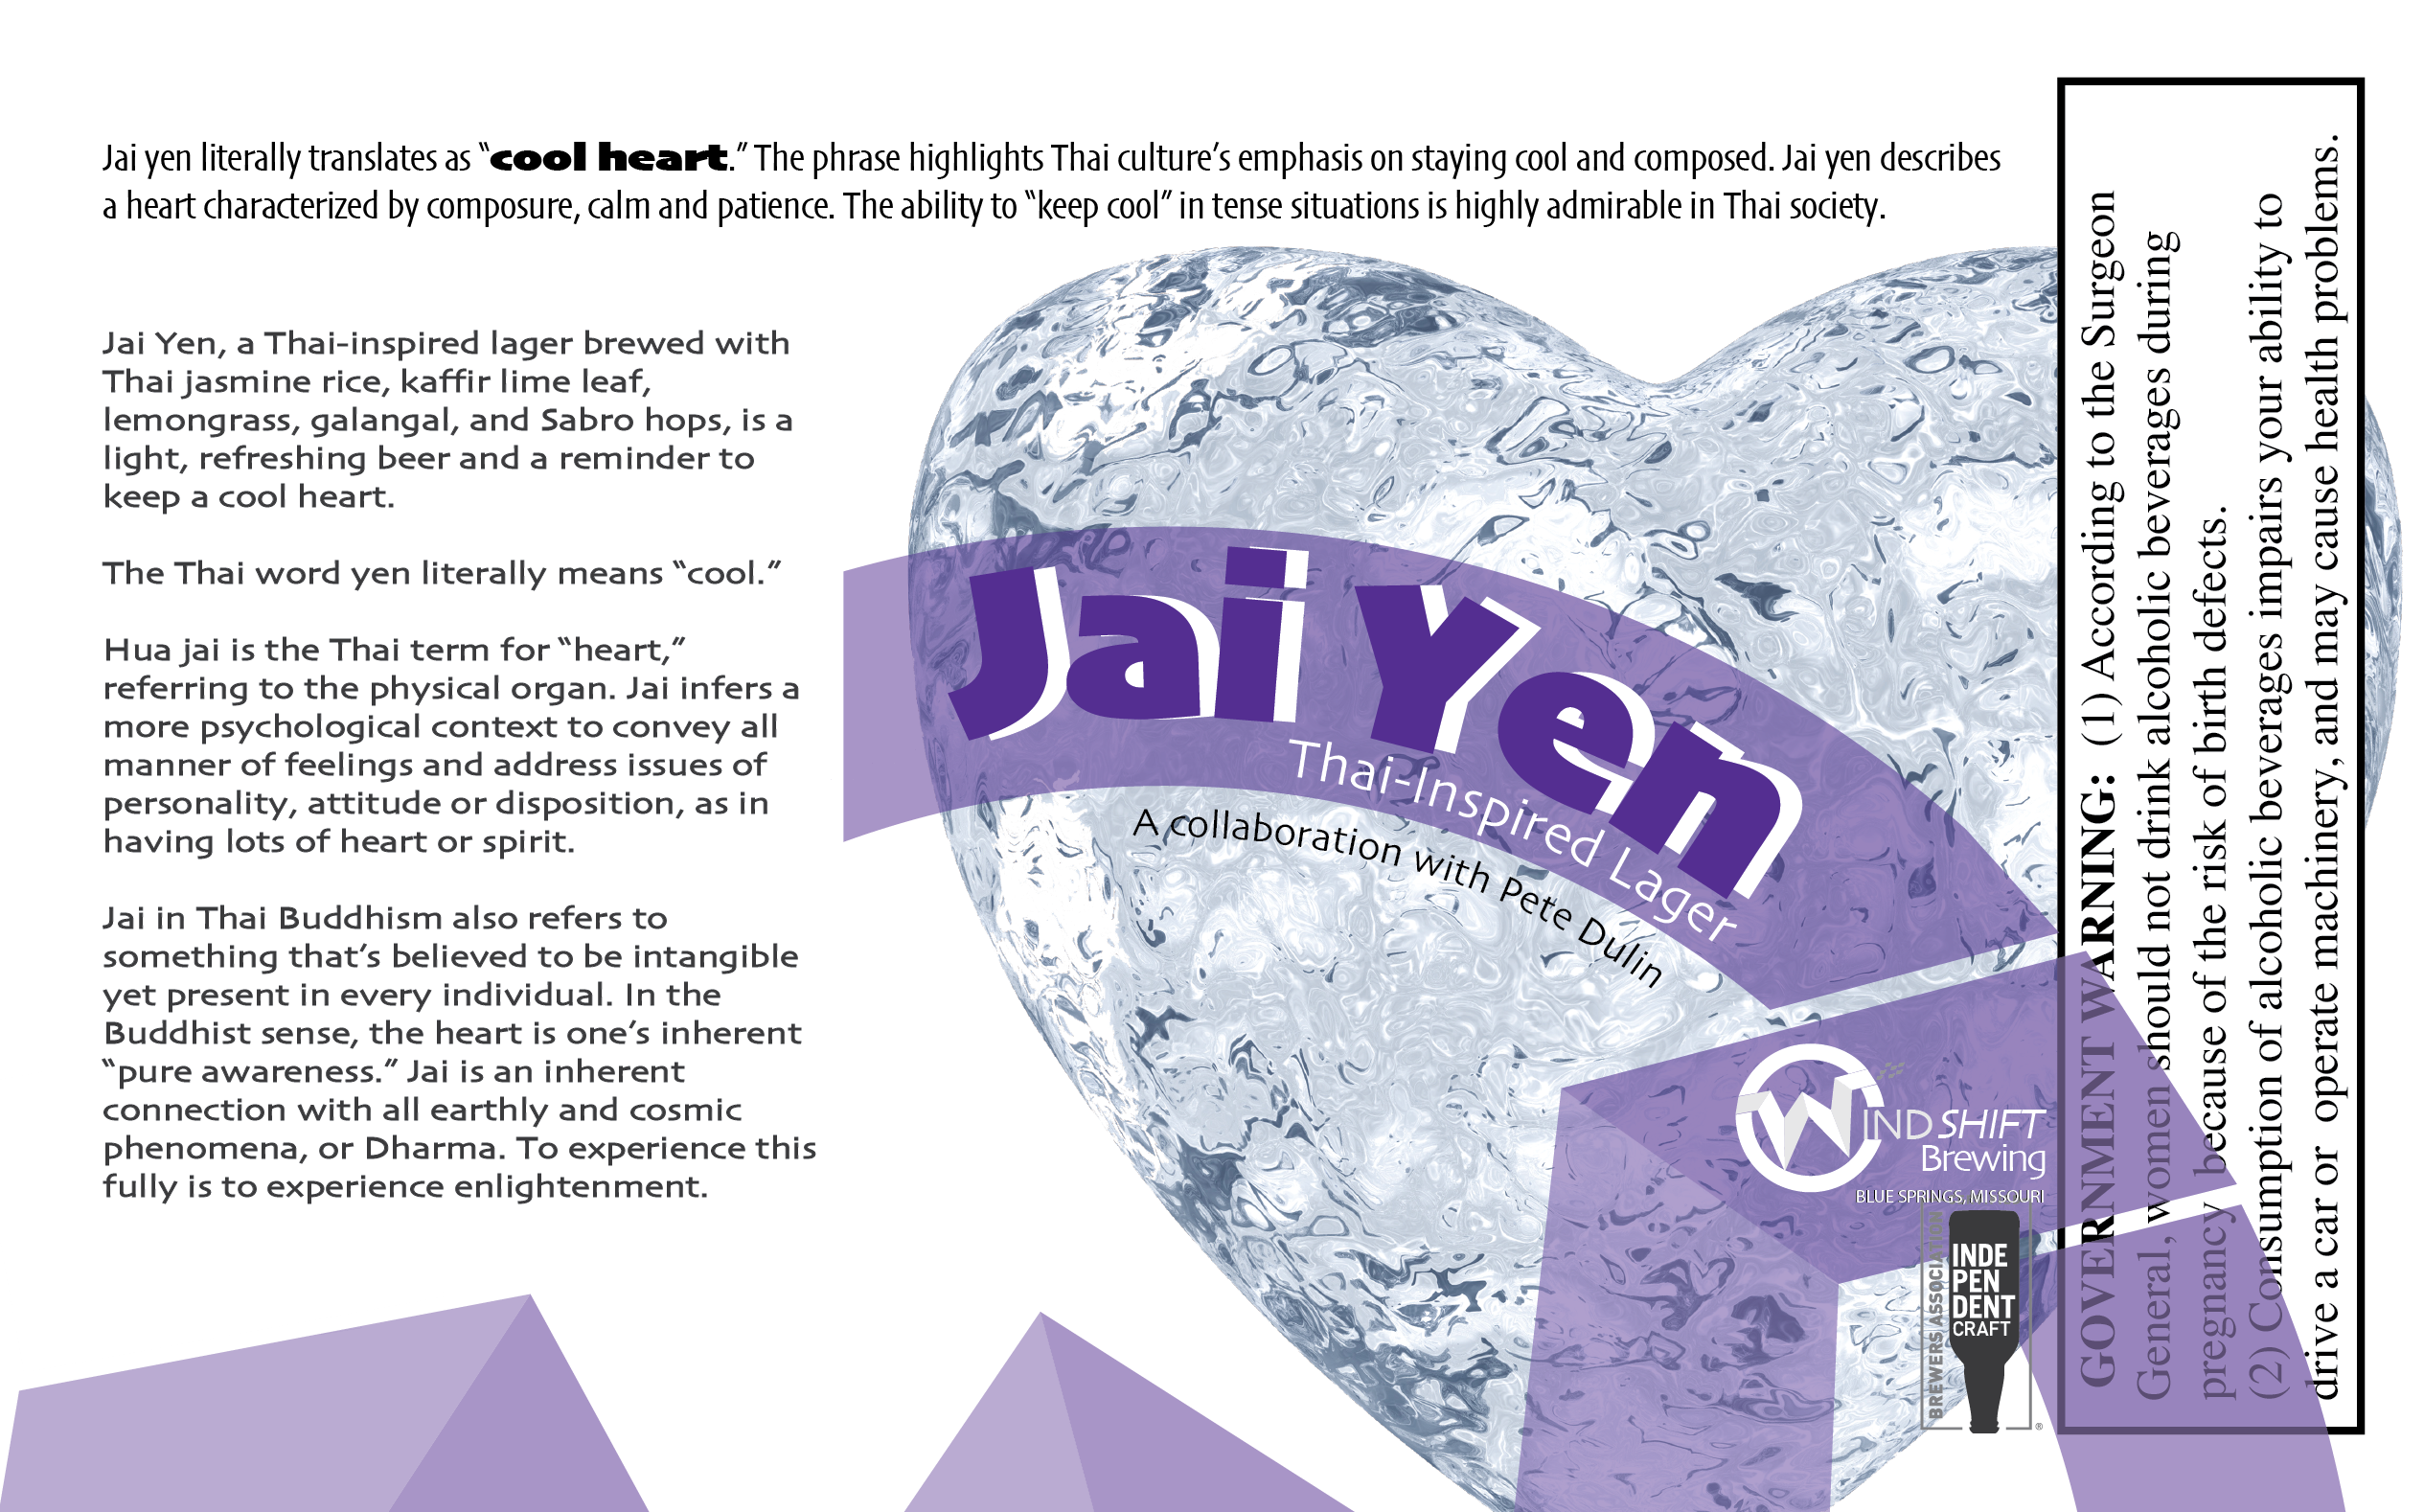 Jai yen literally translates as “cool heart.” The phrase highlights Thai culture’s emphasis on staying cool and composed. Jai yen describes
a heart characterized by composure, calm and patience. The ability to “keep cool” in tense situations is highly admirable in Thai society.
Jai Yen, a Thai-inspired lager brewed with
Thai jasmine rice, kaffir lime leaf,
lemongrass, galangal, and Sabro hops, is a
light, refreshing beer and a reminder to
keep a cool heart.
The Thai word yen literally means “cool.”
Hua jai is the Thai term for “heart,”
referring to the physical organ. Jai infers a
more psychological context to convey all
manner of feelings and address issues of
personality, attitude or disposition, as in
having lots of heart or spirit.
Jai in Thai Buddhism also refers to
something that’s believed to be intangible
yet present in every individual. In the
Buddhist sense, the heart is one’s inherent
“pure awareness.” Jai is an inherent
connection with all earthly and cosmic
phenomena, or Dharma. To experience this
fully is to experience enlightenment.
Jai Yen
Thai-Inspired Lager
A collaboration with Pete Dulin
WIND SHIFT
Brewing
BLUE SPRINGS, MISSOURI
BREWERS ASSOCIATION
INDE
PEN
DENT
CRAFT
®
GOVERNMENT WARNING: (1) According to the Surgeon
General, women should not drink alcoholic beverages during
pregnancy because of the risk of birth defects.
(2) Consumption of alcoholic beverages impairs your ability to
drive a car or operate machinery, and may cause health problems.